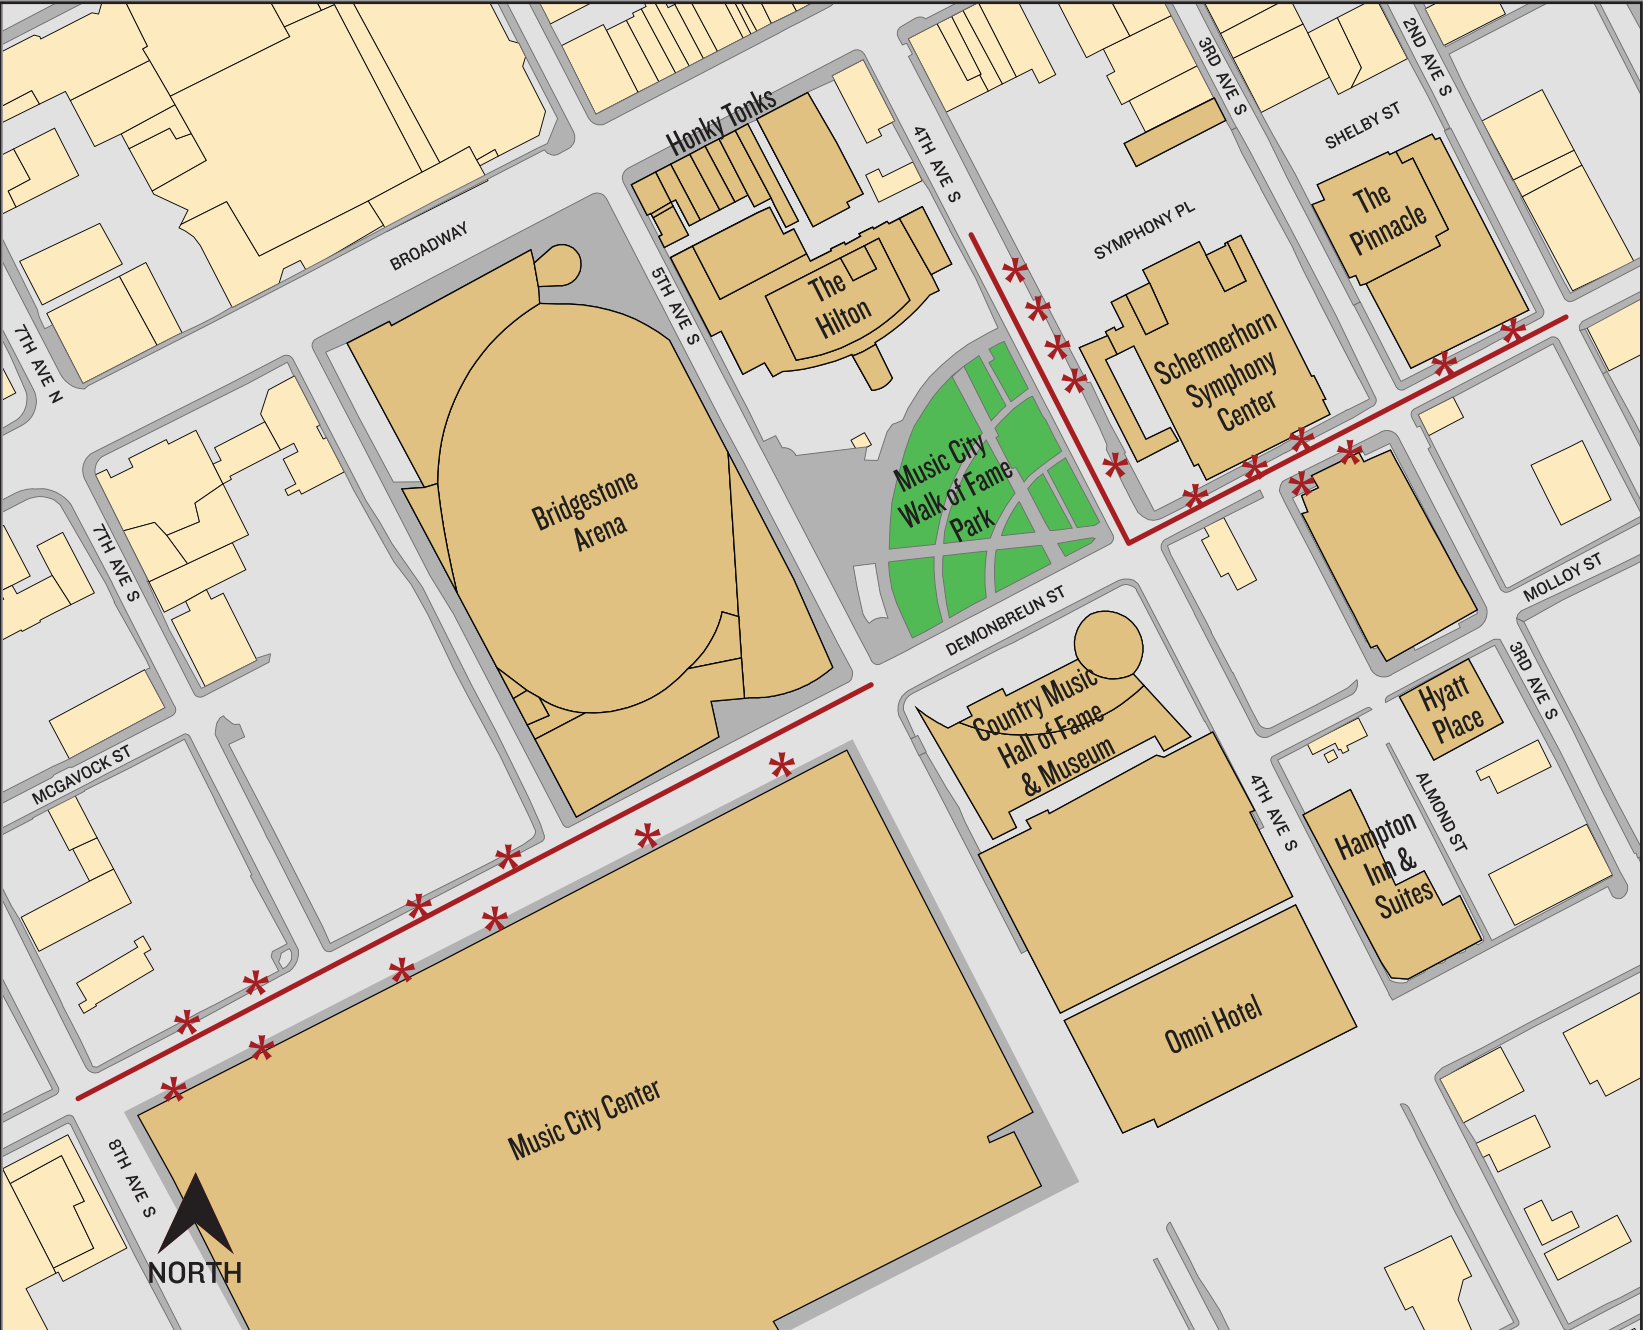 2ND AVE S
3RD AVE S
Honky Tonks
SHELBY ST
4TH AVE S
The
Pinnacle
SYMPHONY PL
BROADWAY
5TH AVE S
The
Hilton
7TH AVE N
Schermerhorn
Symphony
Center
Music City
Walk of Fame
Park
Bridgestone
Arena
7TH AVE S
MOLLOY ST
DEMONBREUN ST
3RD AVE S
Country Music
Hall of Fame
& Museum
Hyatt
Place
MCGAVOCK ST
4TH AVE S
ALMOND ST
Hampton
Inn &
Suites
Omni Hotel
Music City Center
8TH AVE S
NORTH